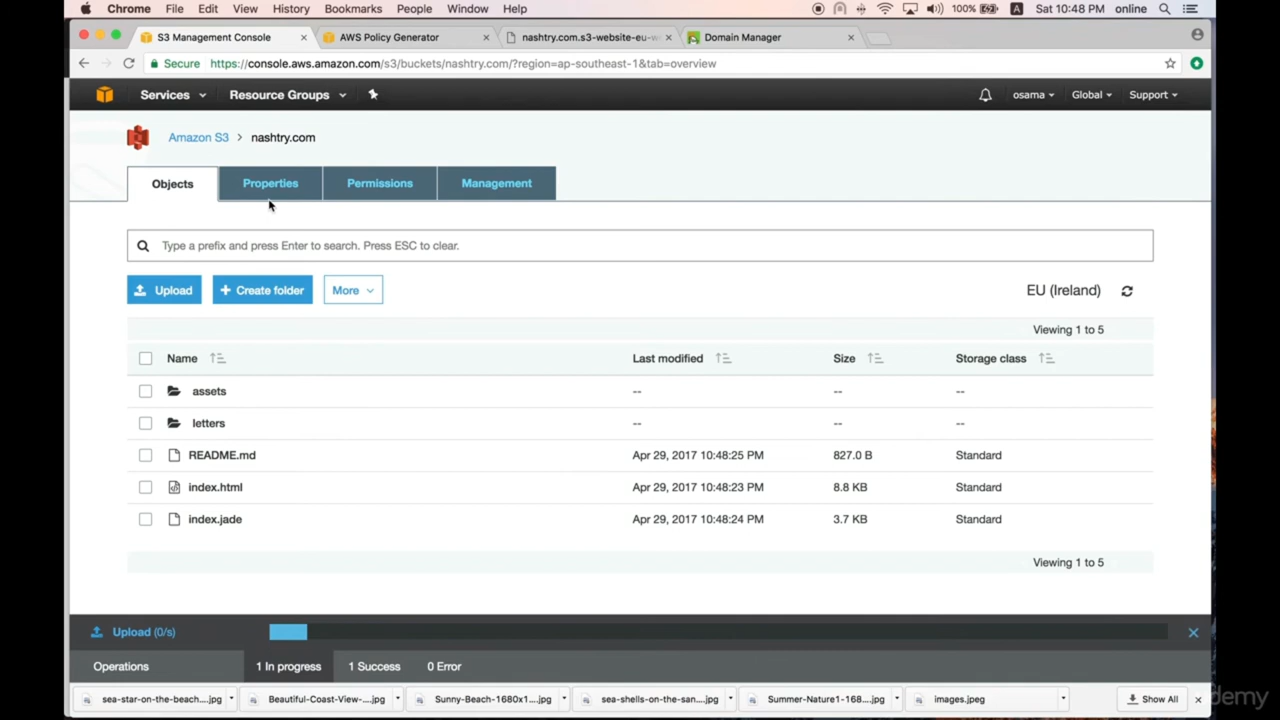 Chrome File Edit View History Bookmarks People Window Help 100% A Sat 10:48 PM online
S3 Management Console × AWS Policy Generator × nashtry.com.s3-website-eu-w × Domain Manager ×
Secure https://console.aws.amazon.com/s3/buckets/nashtry.com/?region=ap-southeast-1&tab=overview
Services Resource Groups osama Global Support
Amazon S3 > nashtry.com
Objects Properties Permissions Management
Type a prefix and press Enter to search. Press ESC to clear.
Upload + Create folder More EU (Ireland)
Viewing 1 to 5
Name Last modified Size Storage class
assets -- -- --
letters -- -- --
README.md Apr 29, 2017 10:48:25 PM 827.0 B Standard
index.html Apr 29, 2017 10:48:23 PM 8.8 KB Standard
index.jade Apr 29, 2017 10:48:24 PM 3.7 KB Standard
Viewing 1 to 5
Upload (0/s) ×
Operations 1 In progress 1 Success 0 Error
sea-star-on-the-beach....jpg Beautiful-Coast-View-...jpg Sunny-Beach-1680x1...jpg sea-shells-on-the-san....jpg Summer-Nature1-168....jpg images.jpeg Show All × demy